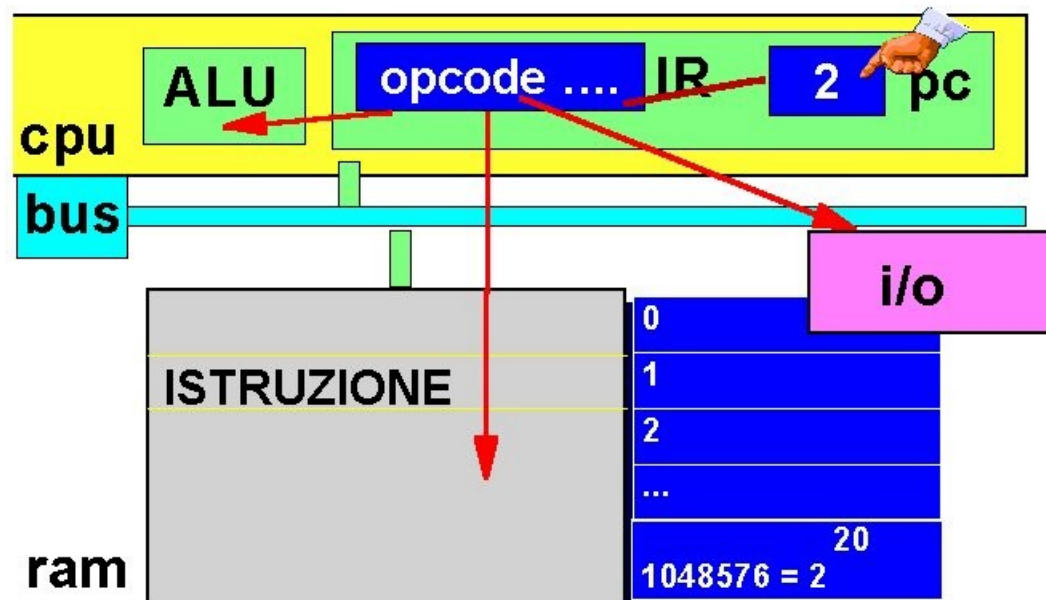 ALU
opcode ....
IR
2
pc
cpu
bus
i/o
0
ISTRUZIONE
1
2
...
20
1048576 = 2
ram